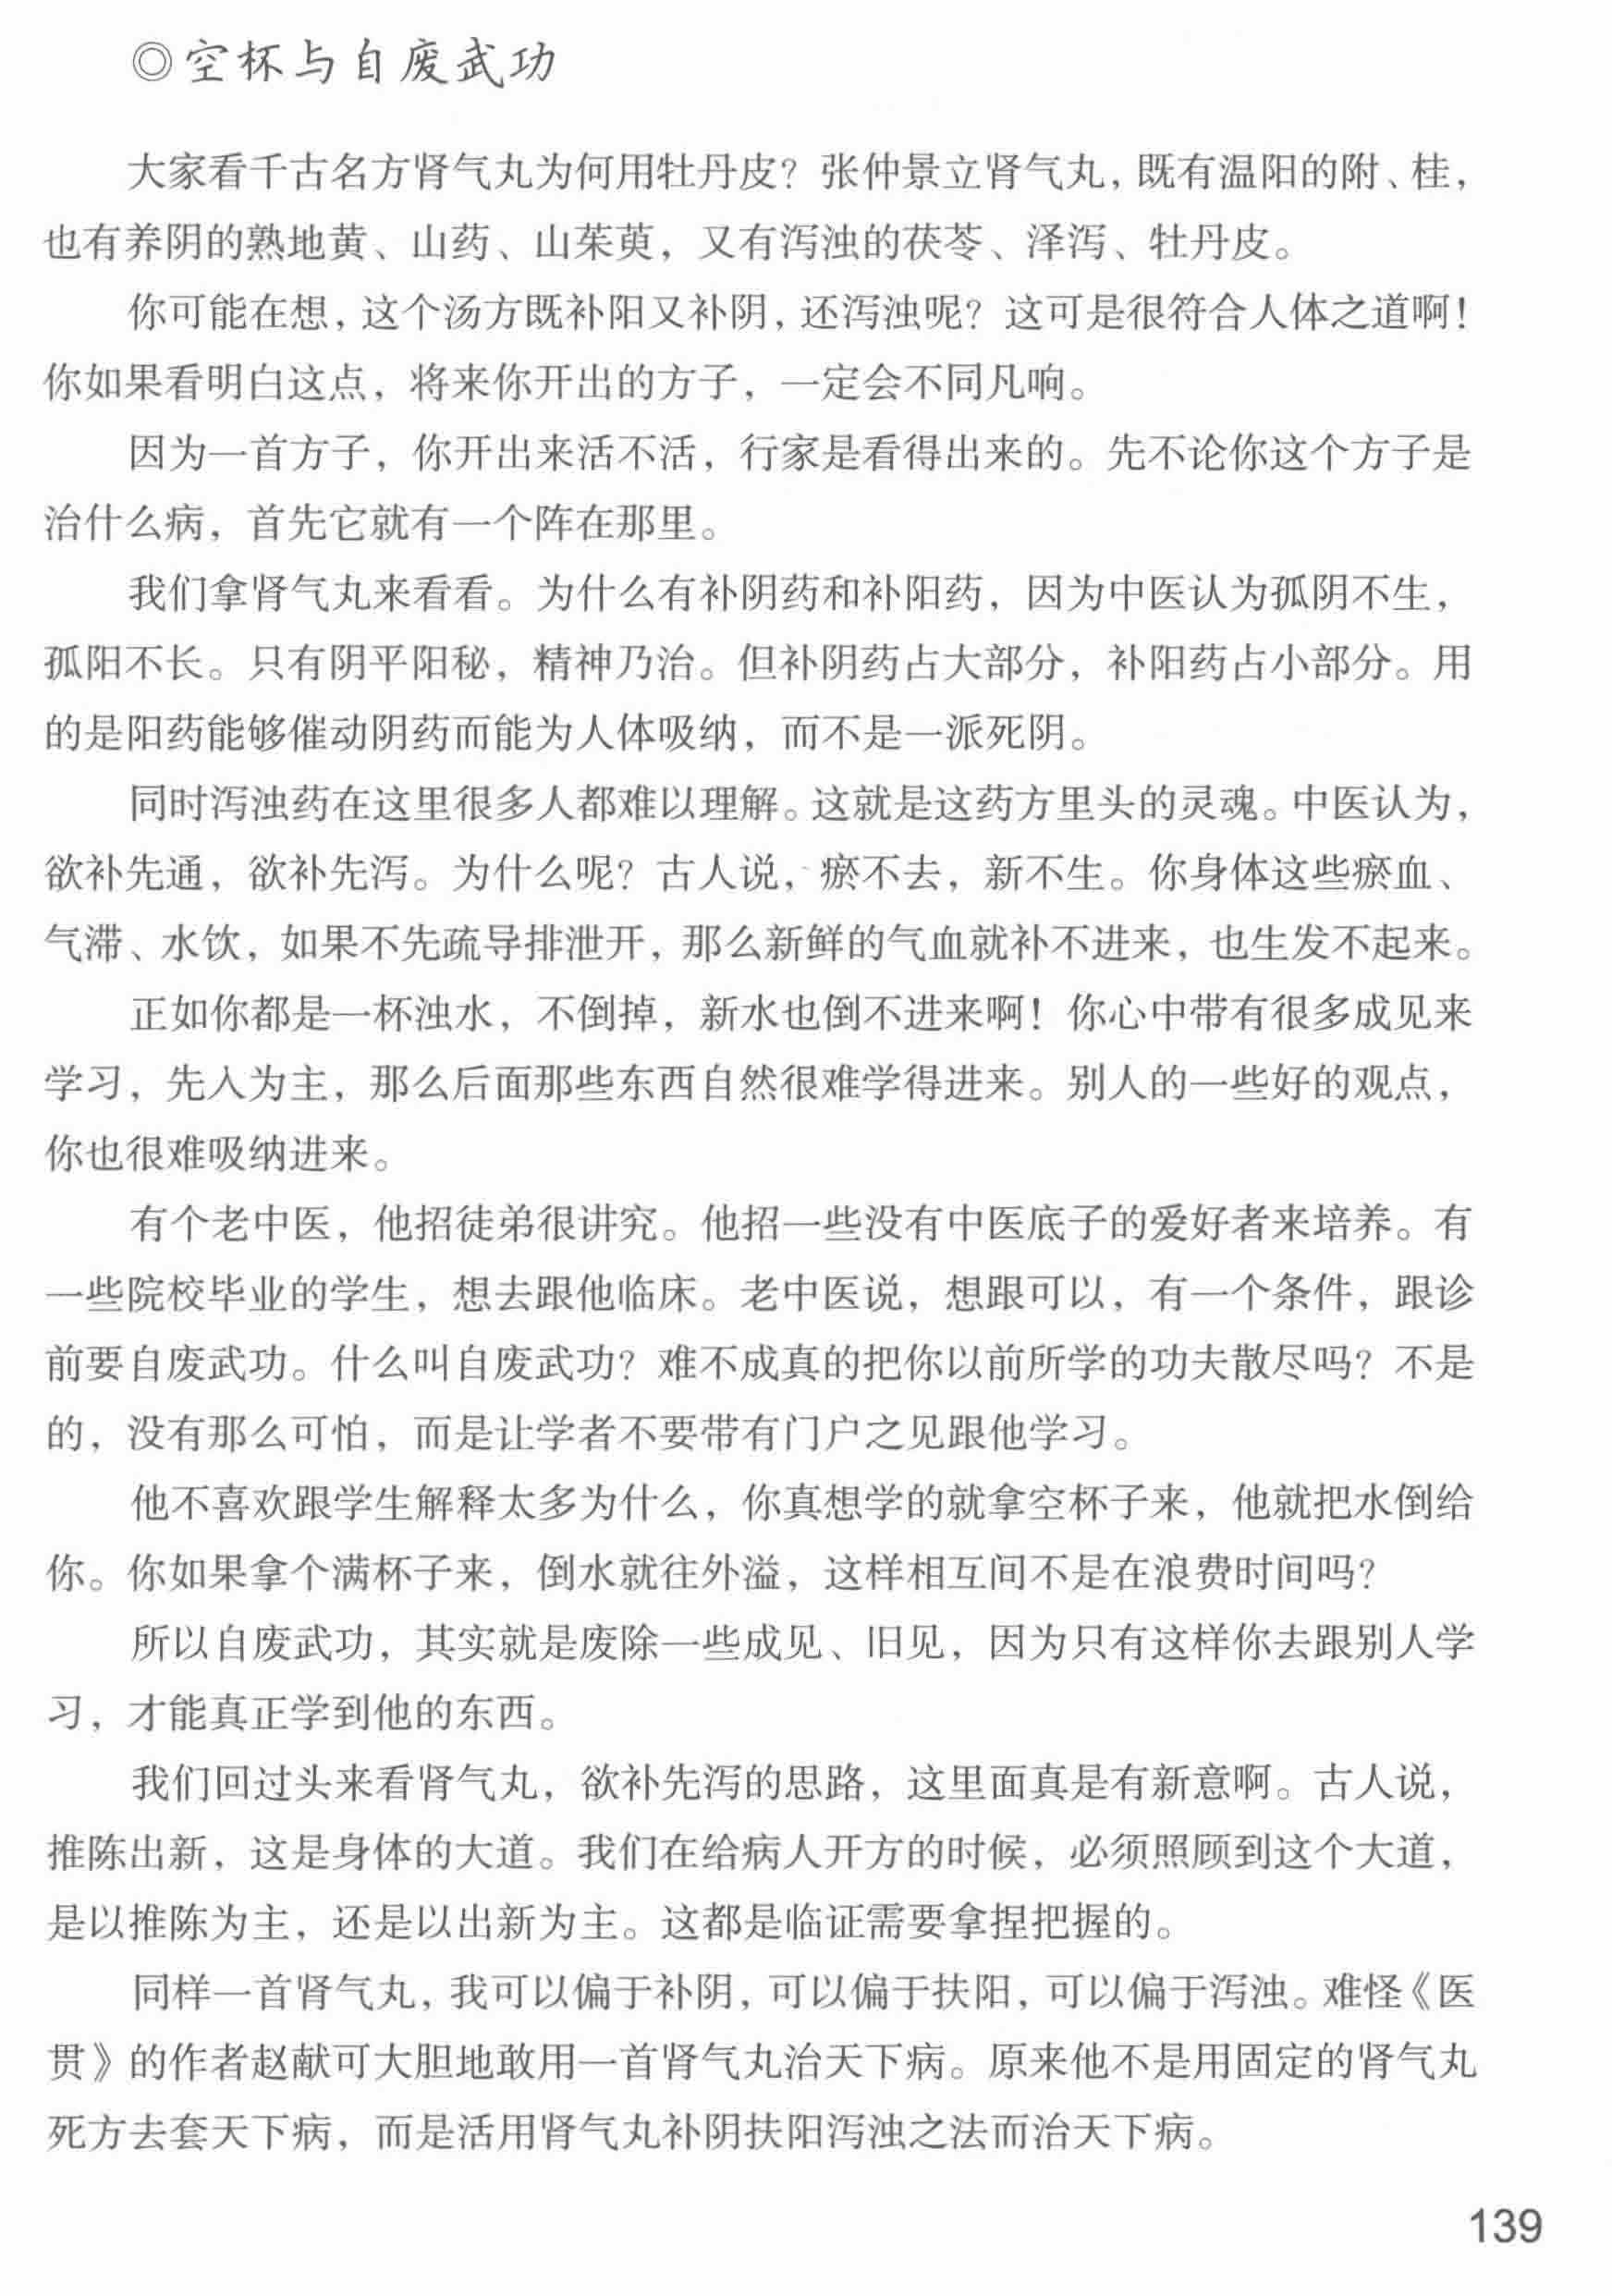 ◎空杯与自废武功
大家看千古名方肾气丸为何用牡丹皮？张仲景立肾气丸，既有温阳的附、桂，
也有养阴的熟地黄、山药、山茱萸，又有泻浊的茯苓、泽泻、牡丹皮。
你可能在想，这个汤方既补阳又补阴，还泻浊呢？这可是很符合人体之道啊！
你如果看明白这点，将来你开出的方子，一定会不同凡响。
因为一首方子，你开出来活不活，行家是看得出来的。先不论你这个方子是
治什么病，首先它就有一个阵在那里。
我们拿肾气丸来看看。为什么有补阴药和补阳药，因为中医认为孤阴不生，
孤阳不长。只有阴平阳秘，精神乃治。但补阴药占大部分，补阳药占小部分。用
的是阳药能够催动阴药而能为人体吸纳，而不是一派死阴。
同时泻浊药在这里很多人都难以理解。这就是这药方里头的灵魂。中医认为，
欲补先通，欲补先泻。为什么呢？古人说，瘀不去，新不生。你身体这些瘀血、
气滞、水饮，如果不先疏导排泄开，那么新鲜的气血就补不进来，也生发不起来。
正如你都是一杯浊水，不倒掉，新水也倒不进来啊！你心中带有很多成见来
学习，先入为主，那么后面那些东西自然很难学得进来。别人的一些好的观点，
你也很难吸纳进来。
有个老中医，他招徒弟很讲究。他招一些没有中医底子的爱好者来培养。有
一些院校毕业的学生，想去跟他临床。老中医说，想跟可以，有一个条件，跟诊
前要自废武功。什么叫自废武功？难不成真的把你以前所学的功夫散尽吗？不是
的，没有那么可怕，而是让学者不要带有门户之见跟他学习。
他不喜欢跟学生解释太多为什么，你真想学的就拿空杯子来，他就把水倒给
你。你如果拿个满杯子来，倒水就往外溢，这样相互间不是在浪费时间吗？
所以自废武功，其实就是废除一些成见、旧见，因为只有这样你去跟别人学
习，才能真正学到他的东西。
我们回过头来看肾气丸，欲补先泻的思路，这里面真是有新意啊。古人说，
推陈出新，这是身体的大道。我们在给病人开方的时候，必须照顾到这个大道，
是以推陈为主，还是以出新为主。这都是临证需要拿捏把握的。
同样一首肾气丸，我可以偏于补阴，可以偏于扶阳，可以偏于泻浊。难怪《医
贯》的作者赵献可大胆地敢用一首肾气丸治天下病。原来他不是用固定的肾气丸
死方去套天下病，而是活用肾气丸补阴扶阳泻浊之法而治天下病。
139